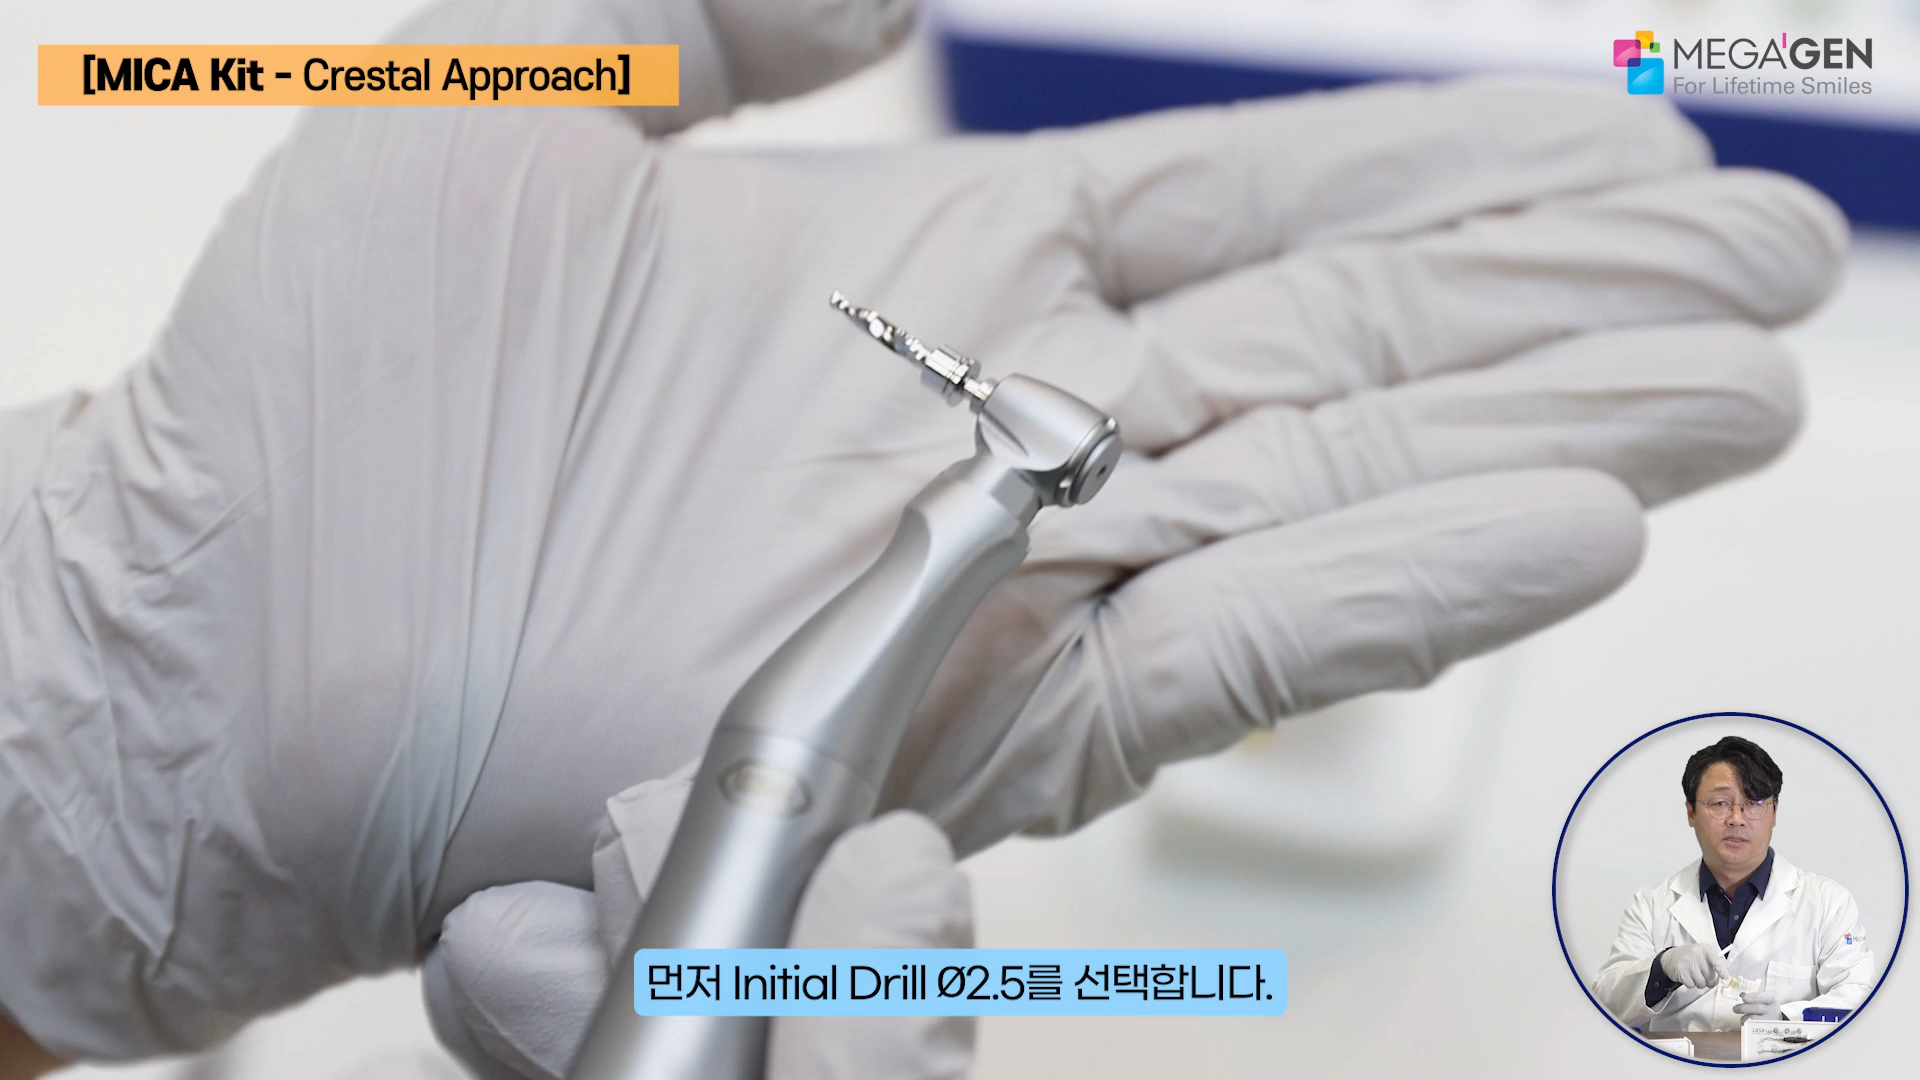 [MICA Kit - Crestal Approach]
MEGA'GEN
For Lifetime Smiles
먼저 Initial Drill Ø2.5를 선택합니다.